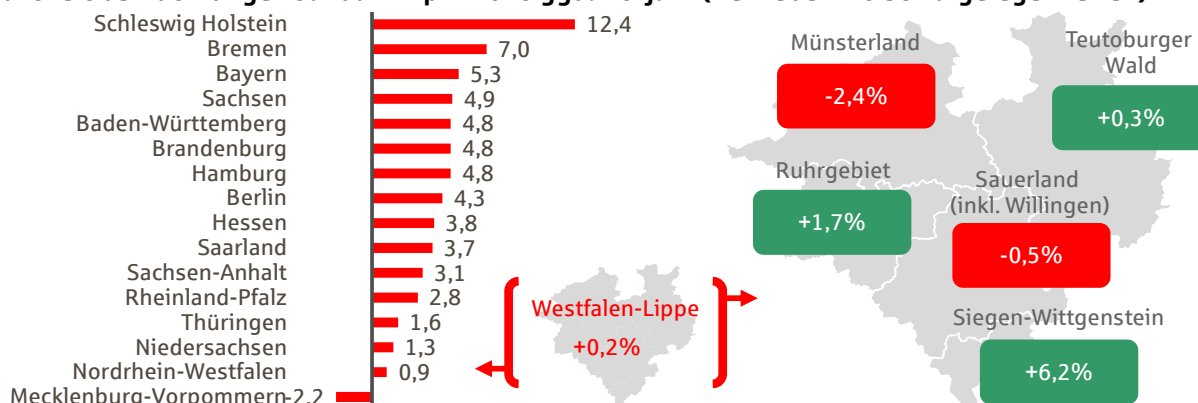 Schleswig Holstein 12,4
Bremen 7,0
Bayern 5,3
Sachsen 4,9
Baden-Württemberg 4,8
Brandenburg 4,8
Hamburg 4,8
Berlin 4,3
Hessen 3,8
Saarland 3,7
Sachsen-Anhalt 3,1
Rheinland-Pfalz 2,8
Thüringen 1,6
Niedersachsen 1,3
Nordrhein-Westfalen 0,9
Mecklenburg-Vorpommern -2,2
Westfalen-Lippe
+0,2%
Münsterland
-2,4%
Teutoburger
Wald
+0,3%
Ruhrgebiet
+1,7%
Sauerland
(inkl. Willingen)
-0,5%
Siegen-Wittgenstein
+6,2%